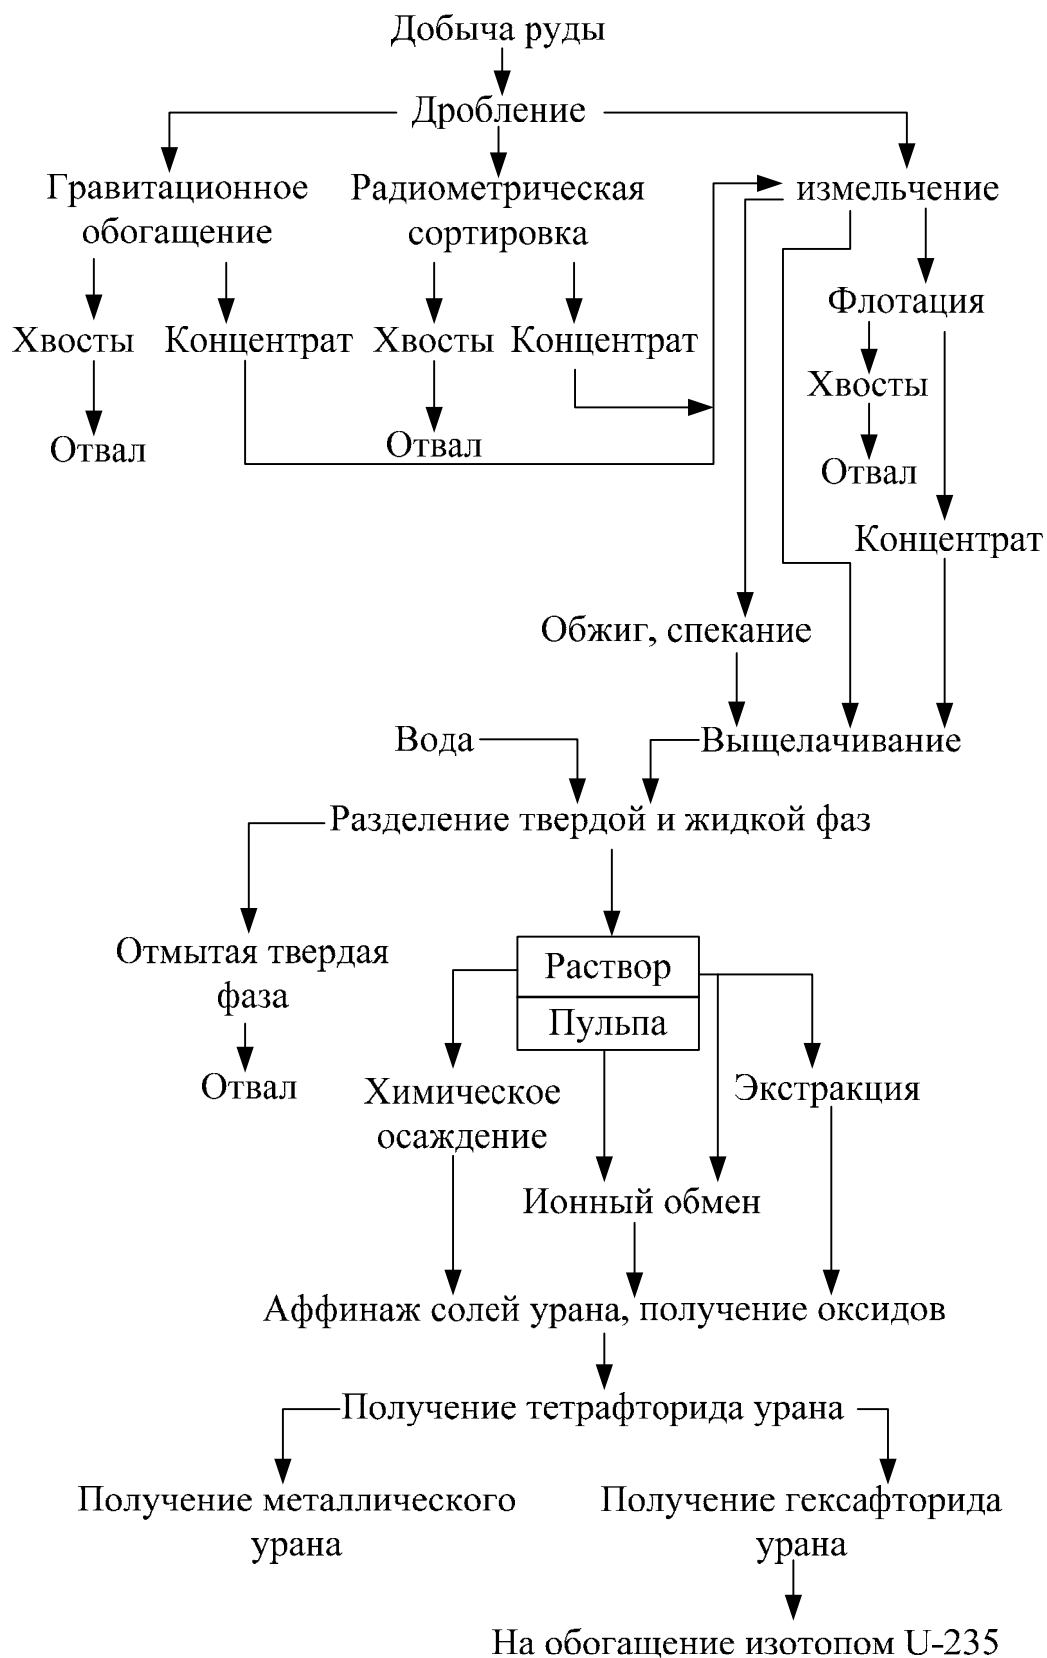 Добыча руды
Дробление
Гравитационное
обогащение
Радиометрическая
сортировка
измельчение
Флотация
Хвосты
Концентрат
Хвосты
Концентрат
Хвосты
Отвал
Отвал
Отвал
Концентрат
Обжиг, спекание
Вода
Выщелачивание
Разделение твердой и жидкой фаз
Отмытая твердая
фаза
Раствор
Пульпа
Отвал
Химическое
осаждение
Экстракция
Ионный обмен
Аффинаж солей урана, получение оксидов
Получение тетрафторида урана
Получение металлического
урана
Получение гексафторида
урана
На обогащение изотопом U-235